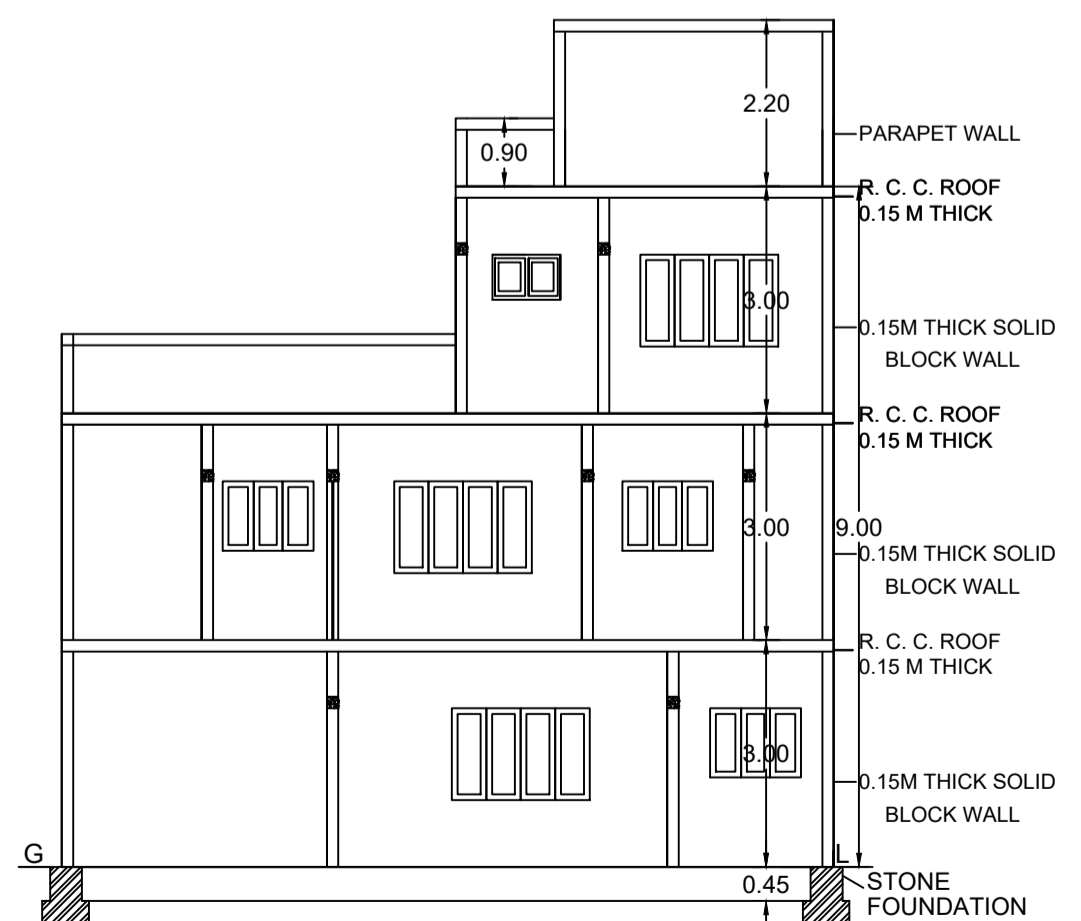 2.20
PARAPET WALL
0.90
R. C. C. ROOF
0.15 M THICK
3.00
0.15M THICK SOLID
BLOCK WALL
R. C. C. ROOF
0.15 M THICK
3.00
9.00
0.15M THICK SOLID
BLOCK WALL
R. C. C. ROOF
0.15 M THICK
3.00
0.15M THICK SOLID
BLOCK WALL
G
L
0.45
STONE
FOUNDATION